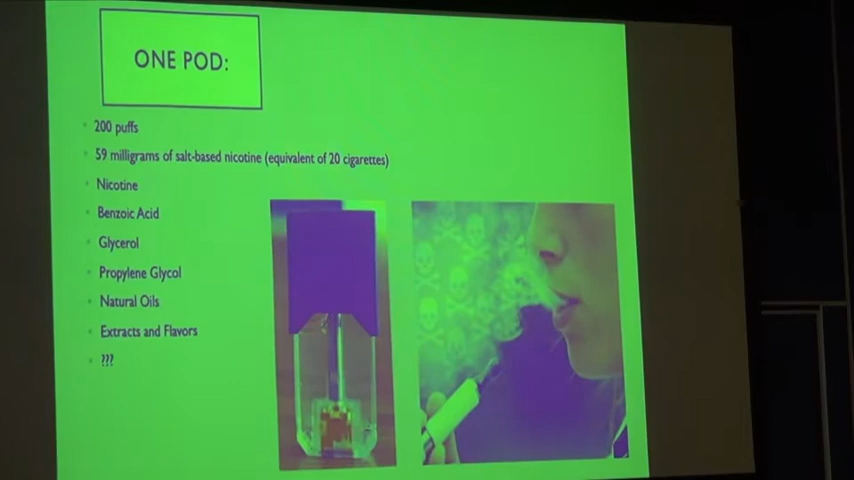 ONE POD:
200 puffs
59 milligrams of salt-based nicotine (equivalent of 20 cigarettes)
Nicotine
Benzoic Acid
Glycerol
Propylene Glycol
Natural Oils
Extracts and Flavors
???